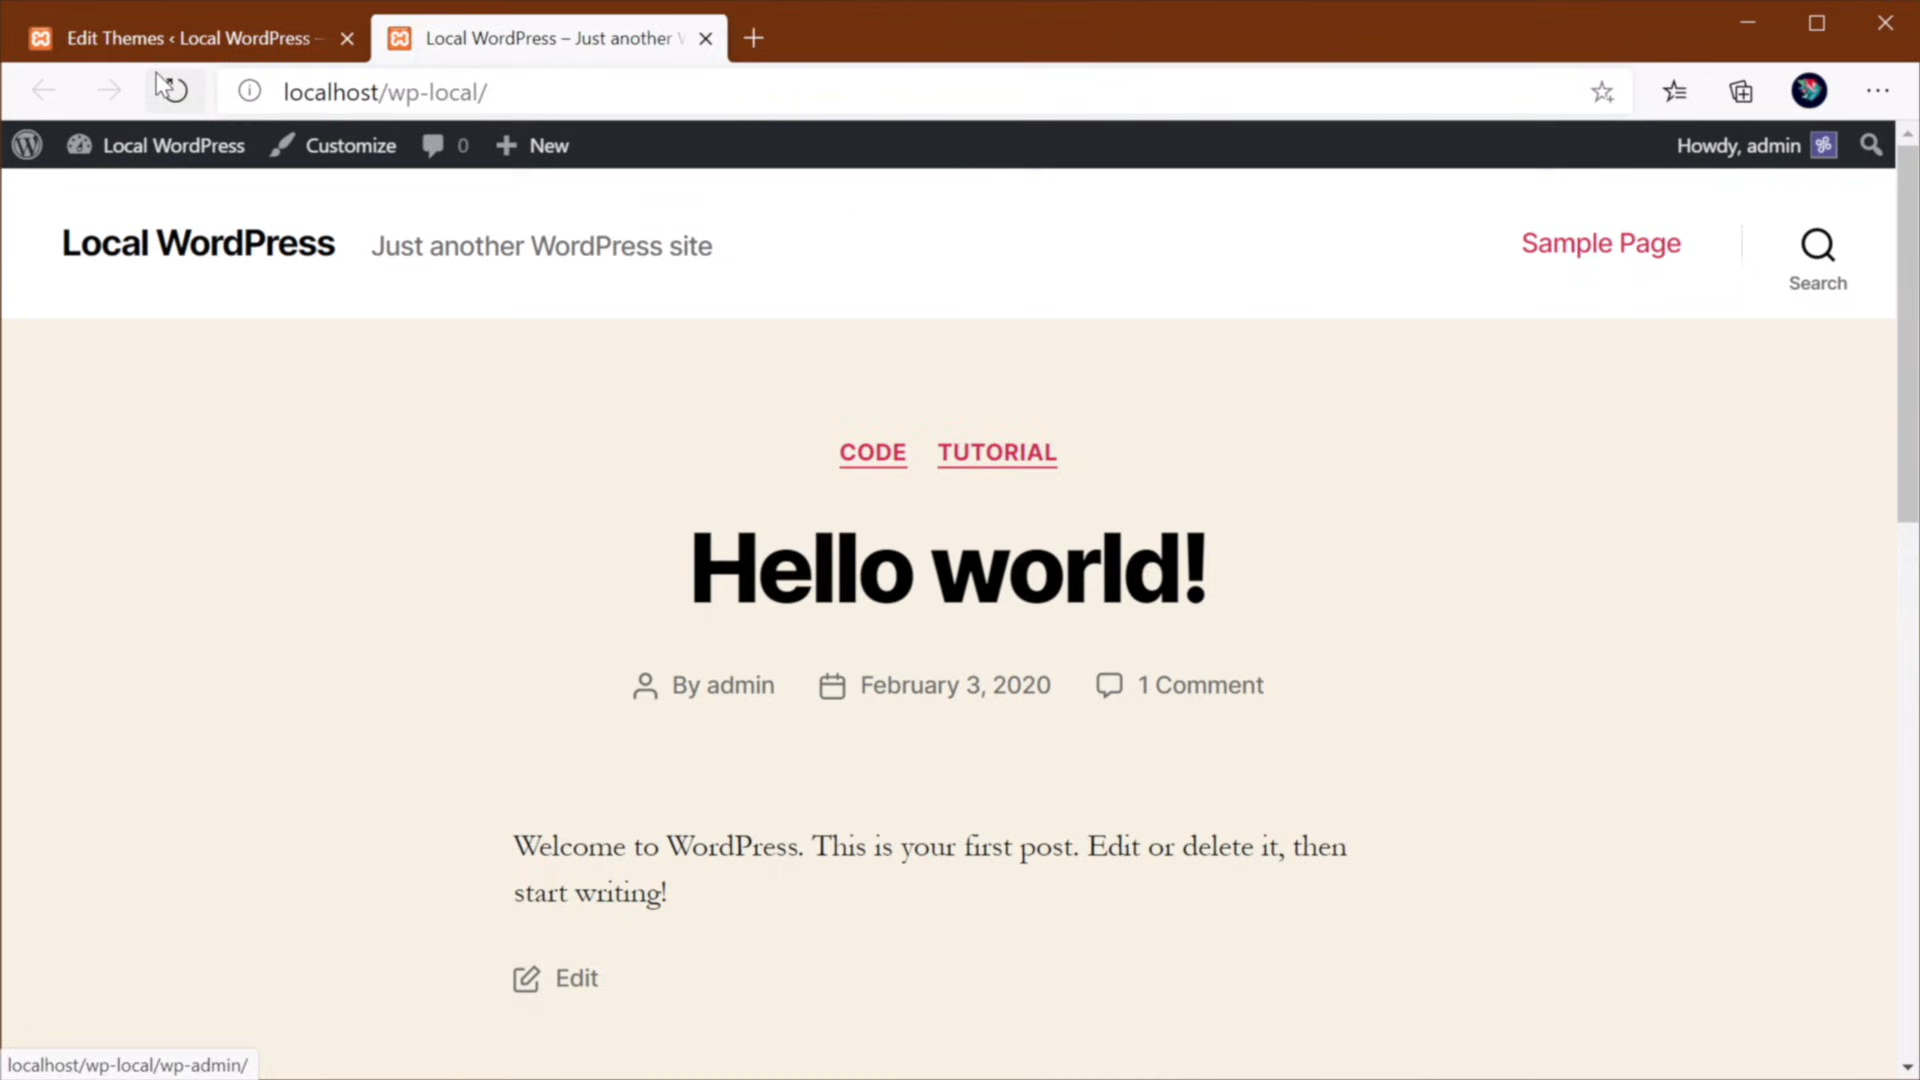 Edit Themes ‹ Local WordPress –
Local WordPress – Just another W
localhost/wp-local/
Local WordPress
Customize
0
New
Howdy, admin
Local WordPress
Just another WordPress site
Sample Page
Search
CODE
TUTORIAL
Hello world!
By admin
February 3, 2020
1 Comment
Welcome to WordPress. This is your first post. Edit or delete it, then
start writing!
Edit
localhost/wp-local/wp-admin/